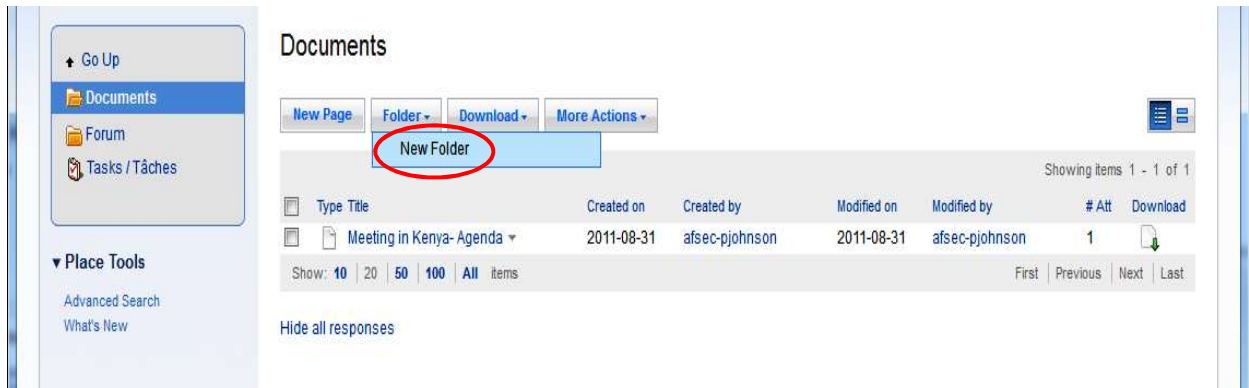 Go Up
Documents
Forum
Tasks / Tâches
Place Tools
Advanced Search
What's New
Documents
New Page Folder Download More Actions
New Folder
Showing items 1 - 1 of 1
Type Title Created on Created by Modified on Modified by # Att Download
Meeting in Kenya- Agenda 2011-08-31 afsec-pjohnson 2011-08-31 afsec-pjohnson 1
Show: 10 | 20 | 50 | 100 | All items First | Previous | Next | Last
Hide all responses